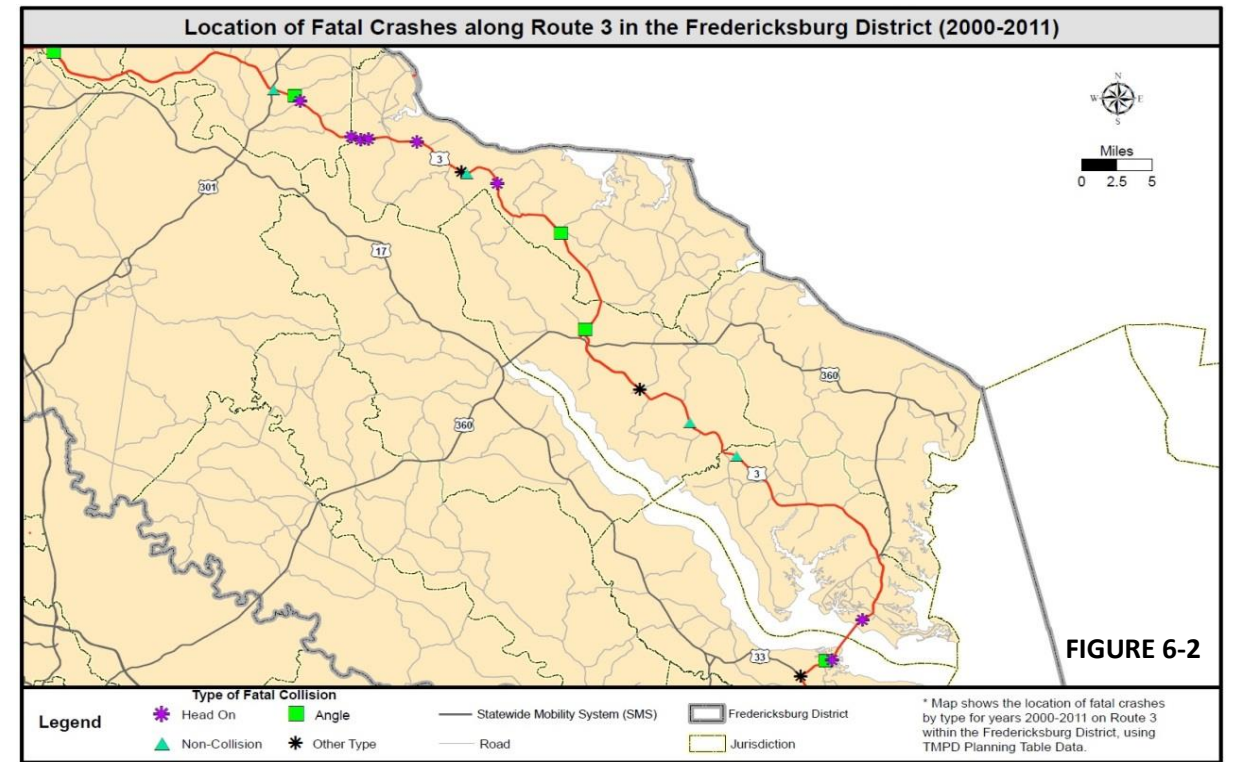 Location of Fatal Crashes along Route 3 in the Fredericksburg District (2000-2011)
N
W E
S
Miles
0 2.5 5
3
301
17
360
360
3
33
FIGURE 6-2
Legend
Type of Fatal Collision
Head On
Angle
Statewide Mobility System (SMS)
Fredericksburg District
Non-Collision
Other Type
Road
Jurisdiction
* Map shows the location of fatal crashes
by type for years 2000-2011 on Route 3
within the Fredericksburg District, using
TMPD Planning Table Data.